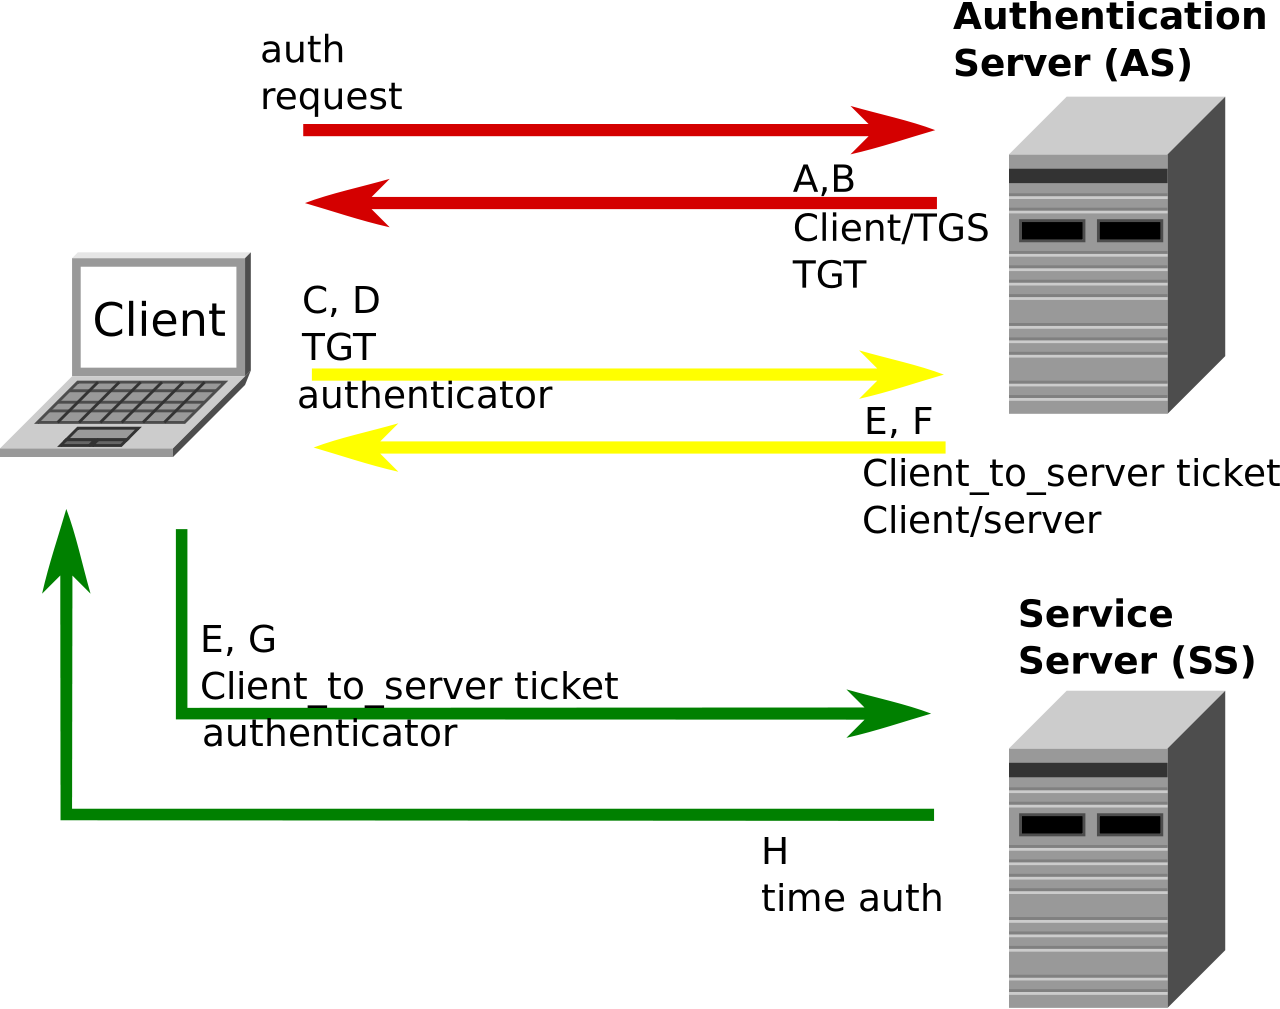 Authentication
Server (AS)
auth
request
A,B
Client/TGS
TGT
Client
C, D
TGT
authenticator
E, F
Client_to_server ticket
Client/server
Service
Server (SS)
E, G
Client_to_server ticket
authenticator
H
time auth